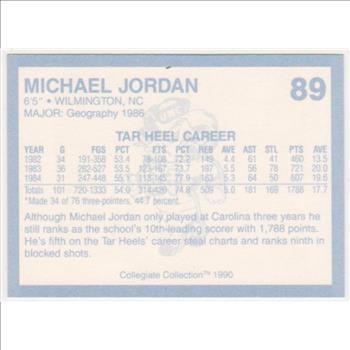 MICHAEL JORDAN 89
6'5" • WILMINGTON, NC
MAJOR: Geography 1986
TAR HEEL CAREER
YEAR G FGS PCT FTS PCT REB AVE AST STL PTS AVE
1982 34 191-358 53.4 78-108 72.2 149 4.4 61 41 460 13.5
1983 36 282-527 53.5 123-167 73.7 197 5.5 56 78 721 20.0
1984 31 247-448 55.1 113-145 77.9 163 5.3 64 50 607 19.6
Totals 101 720-1333 54.0 314-420 74.8 509 5.0 181 169 1788 17.7
*Made 34 of 76 three-pointers, 44.7 percent.
Although Michael Jordan only played at Carolina three years he
still ranks as the school's 10th-leading scorer with 1,788 points.
He's fifth on the Tar Heels' career steal charts and ranks ninth in
blocked shots.
Collegiate Collection™ 1990